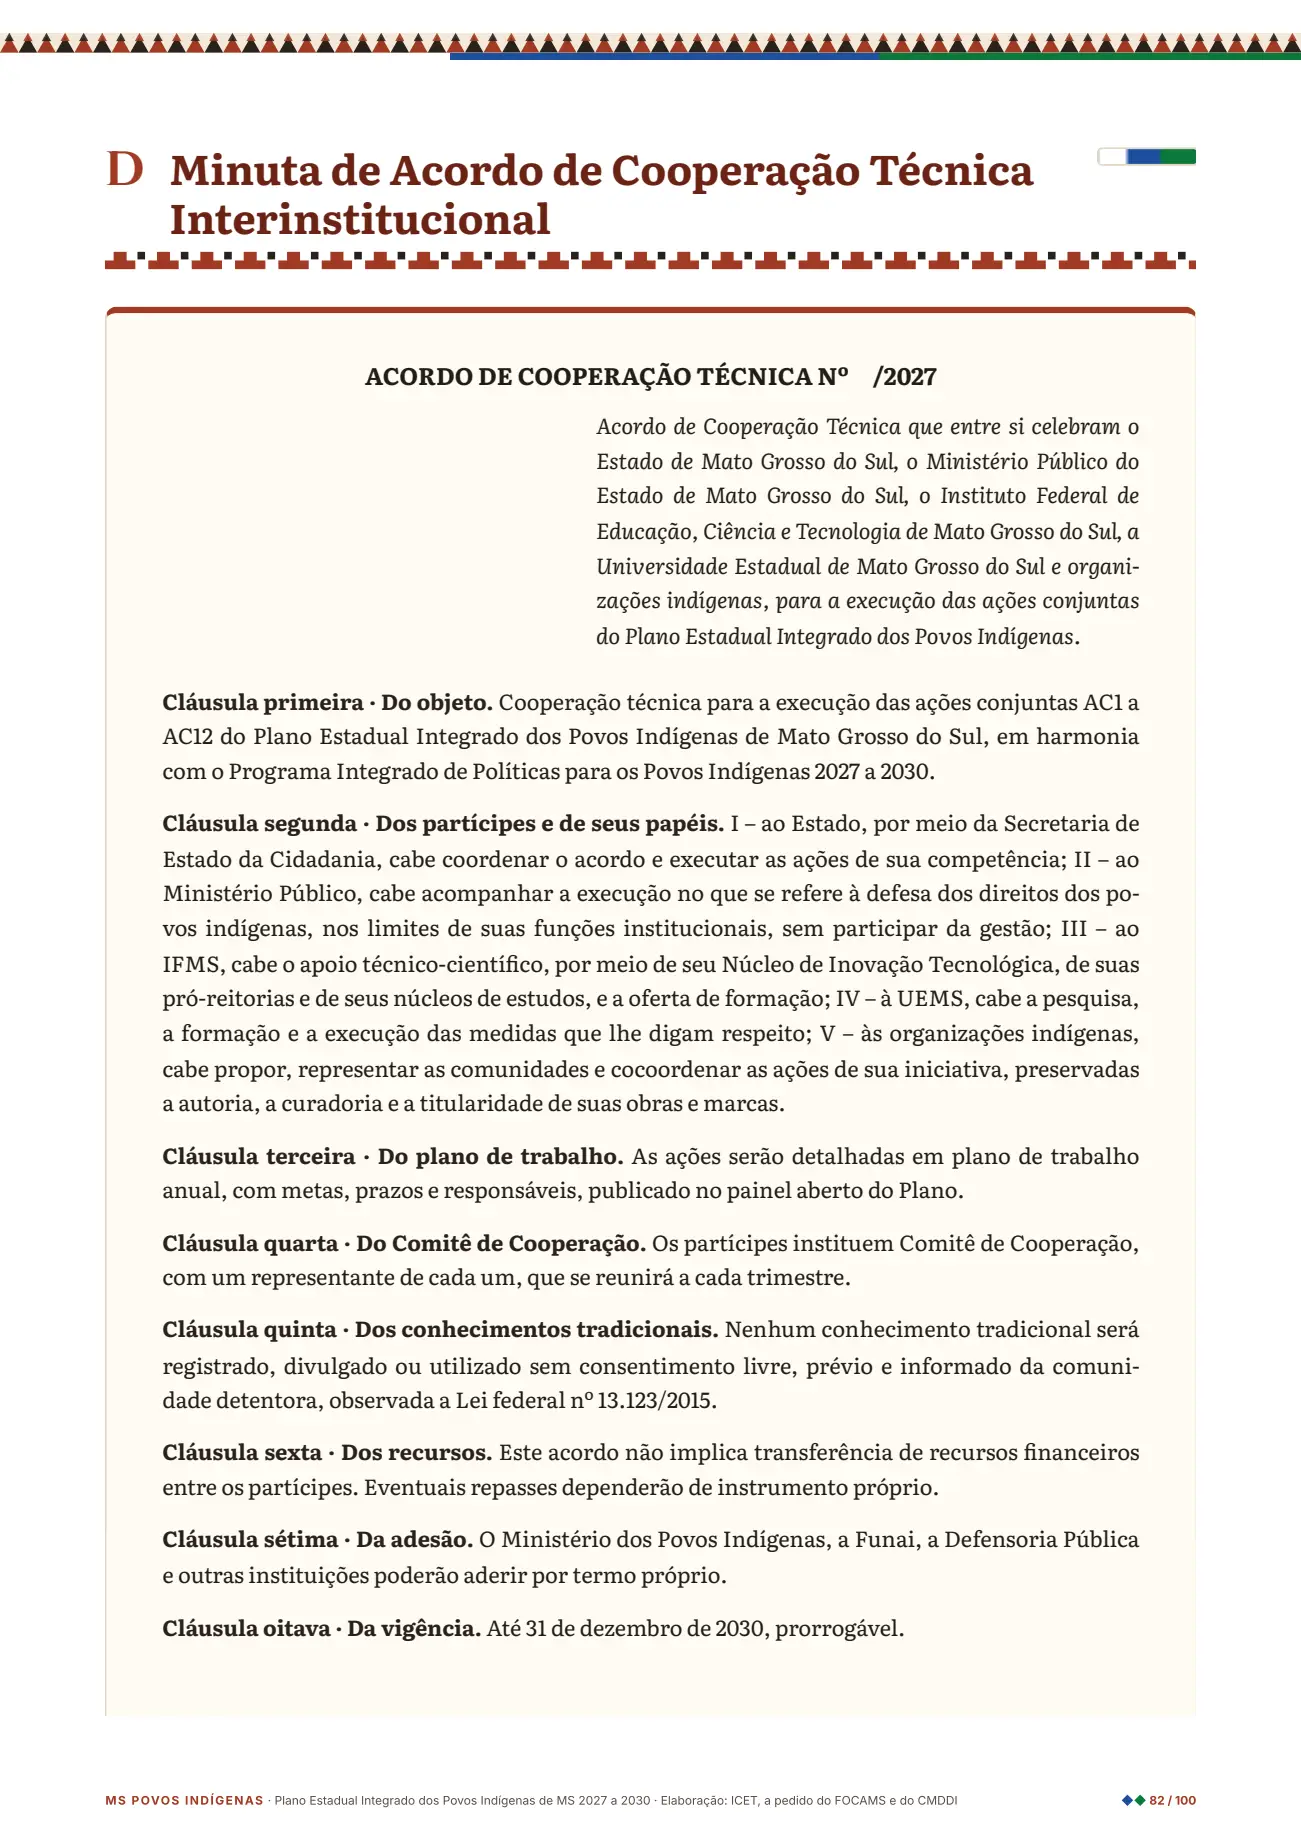 D Minuta de Acordo de Cooperação Técnica
Interinstitucional
ACORDO DE COOPERAÇÃO TÉCNICA Nº /2027
Acordo de Cooperação Técnica que entre si celebram o
Estado de Mato Grosso do Sul, o Ministério Público do
Estado de Mato Grosso do Sul, o Instituto Federal de
Educação, Ciência e Tecnologia de Mato Grosso do Sul, a
Universidade Estadual de Mato Grosso do Sul e organi-
zações indígenas, para a execução das ações conjuntas
do Plano Estadual Integrado dos Povos Indígenas.
Cláusula primeira · Do objeto. Cooperação técnica para a execução das ações conjuntas AC1 a
AC12 do Plano Estadual Integrado dos Povos Indígenas de Mato Grosso do Sul, em harmonia
com o Programa Integrado de Políticas para os Povos Indígenas 2027 a 2030.
Cláusula segunda · Dos partícipes e de seus papéis. I – ao Estado, por meio da Secretaria de
Estado da Cidadania, cabe coordenar o acordo e executar as ações de sua competência; II – ao
Ministério Público, cabe acompanhar a execução no que se refere à defesa dos direitos dos po-
vos indígenas, nos limites de suas funções institucionais, sem participar da gestão; III – ao
IFMS, cabe o apoio técnico-científico, por meio de seu Núcleo de Inovação Tecnológica, de suas
pró-reitorias e de seus núcleos de estudos, e a oferta de formação; IV – à UEMS, cabe a pesquisa,
a formação e a execução das medidas que lhe digam respeito; V – às organizações indígenas,
cabe propor, representar as comunidades e cocoordenar as ações de sua iniciativa, preservadas
a autoria, a curadoria e a titularidade de suas obras e marcas.
Cláusula terceira · Do plano de trabalho. As ações serão detalhadas em plano de trabalho
anual, com metas, prazos e responsáveis, publicado no painel aberto do Plano.
Cláusula quarta · Do Comitê de Cooperação. Os partícipes instituem Comitê de Cooperação,
com um representante de cada um, que se reunirá a cada trimestre.
Cláusula quinta · Dos conhecimentos tradicionais. Nenhum conhecimento tradicional será
registrado, divulgado ou utilizado sem consentimento livre, prévio e informado da comuni-
dade detentora, observada a Lei federal nº 13.123/2015.
Cláusula sexta · Dos recursos. Este acordo não implica transferência de recursos financeiros
entre os partícipes. Eventuais repasses dependerão de instrumento próprio.
Cláusula sétima · Da adesão. O Ministério dos Povos Indígenas, a Funai, a Defensoria Pública
e outras instituições poderão aderir por termo próprio.
Cláusula oitava · Da vigência. Até 31 de dezembro de 2030, prorrogável.
MS POVOS INDÍGENAS · Plano Estadual Integrado dos Povos Indígenas de MS 2027 a 2030 · Elaboração: ICET, a pedido do FOCAMS e do CMDDI 82 / 100